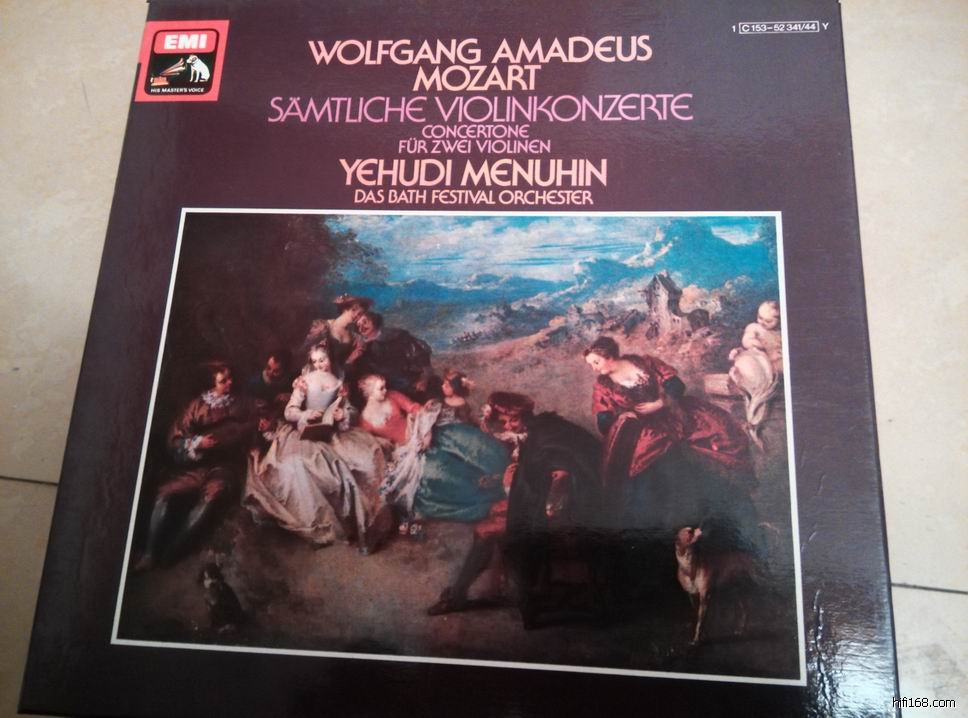 EMI
HIS MASTER'S VOICE
1 C 153-52 341/44 Y
WOLFGANG AMADEUS
MOZART
SÄMTLICHE VIOLINKONZERTE
CONCERTONE
FÜR ZWEI VIOLINEN
YEHUDI MENUHIN
DAS BATH FESTIVAL ORCHESTER
hifi168.com